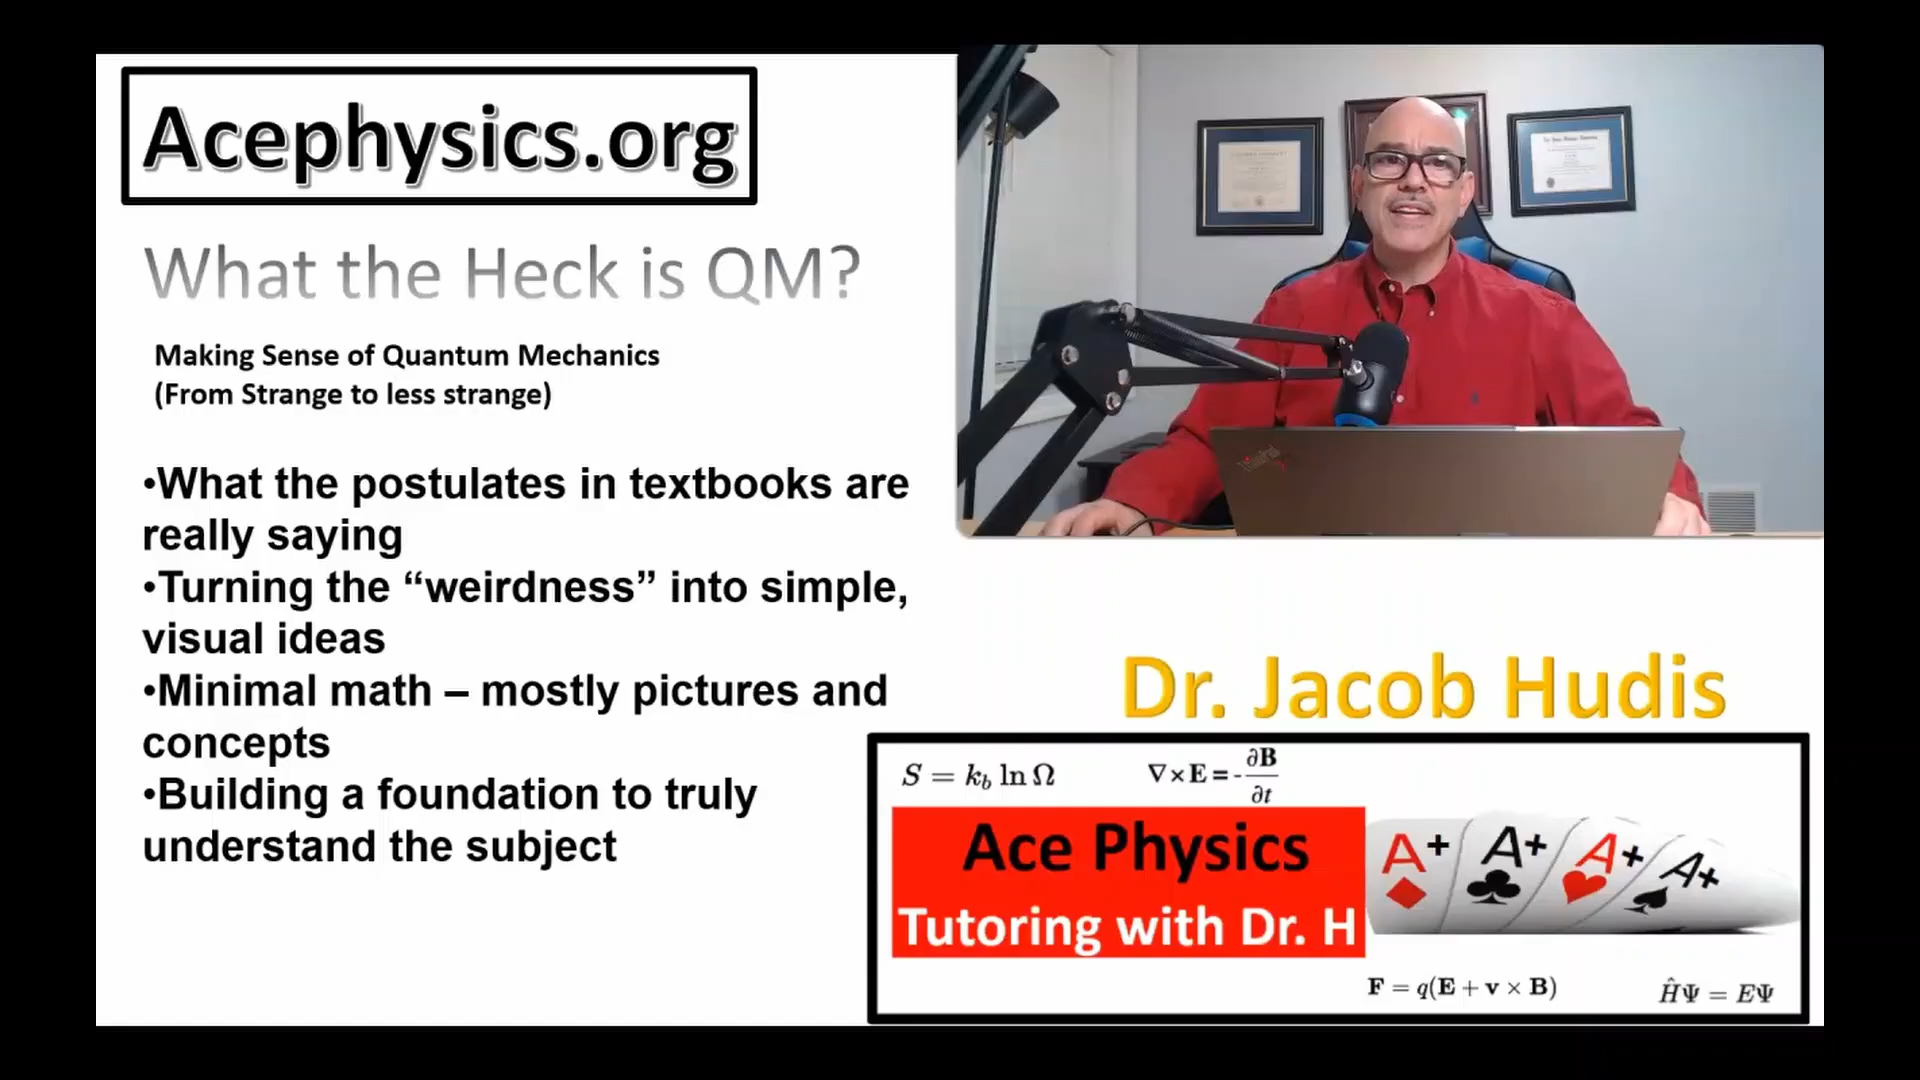 Acephysics.org
What the Heck is QM?
Making Sense of Quantum Mechanics
(From Strange to less strange)
•What the postulates in textbooks are
really saying
•Turning the “weirdness” into simple,
visual ideas
•Minimal math – mostly pictures and
concepts
•Building a foundation to truly
understand the subject
Dr. Jacob Hudis
S = k_b ln Ω
∇×E = -∂B/∂t
Ace Physics
Tutoring with Dr. H
A+ A+ A+ A+
F = q(E + v × B)
ĤΨ = EΨ